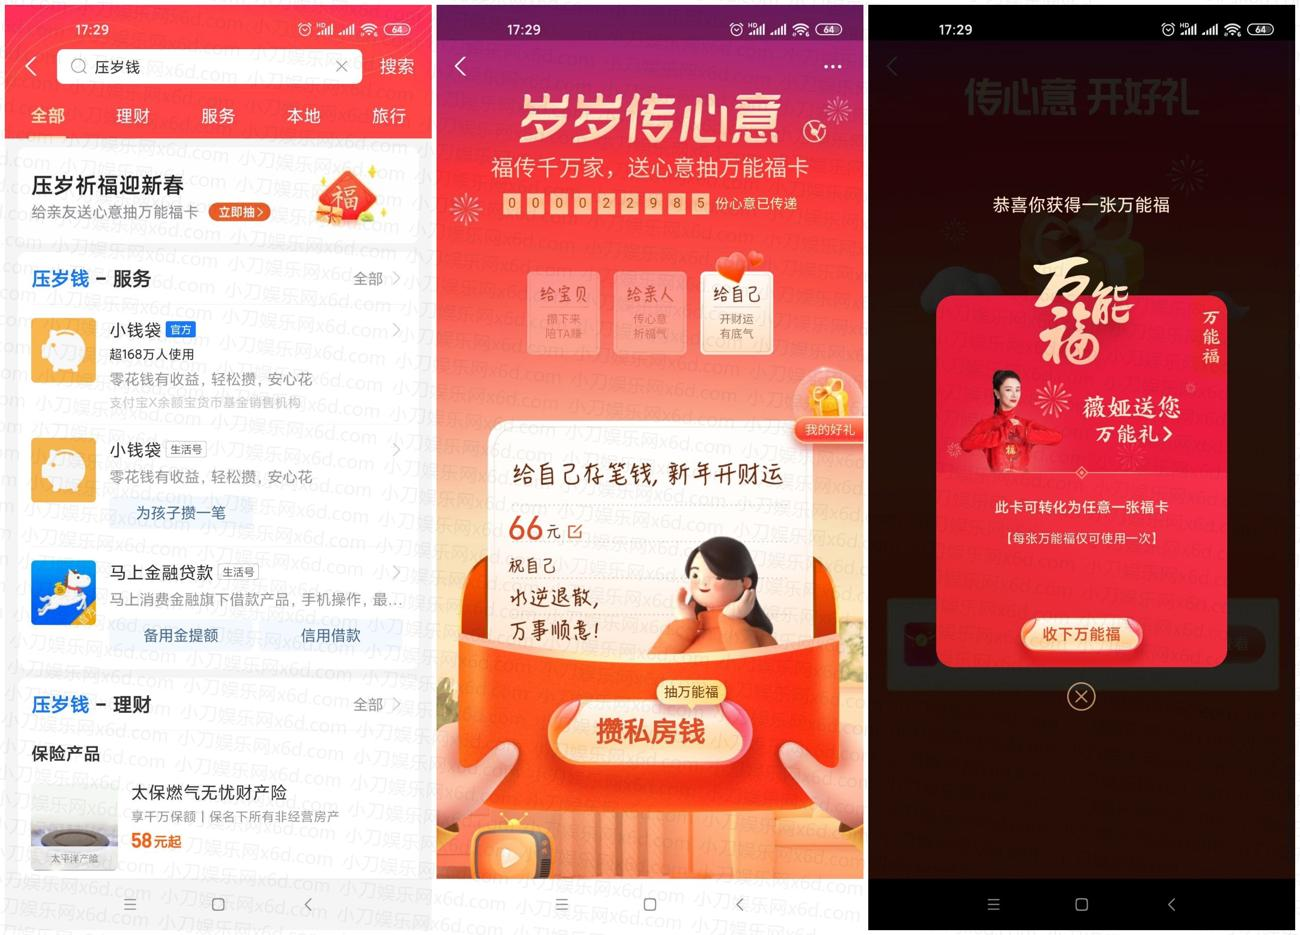 17:29
HD
64
压岁钱
搜索
全部
理财
服务
本地
旅行
压岁祈福迎新春
给亲友送心意抽万能福卡
立即抽>
福
压岁钱 - 服务
全部
小钱袋 官方
超168万人使用
零花钱有收益, 轻松攒, 安心花
支付宝X余额宝货币基金销售机构
小钱袋 生活号
零花钱有收益, 轻松攒, 安心花
为孩子攒一笔
马上金融贷款 生活号
马上消费金融旗下借款产品, 手机操作, 最...
备用金提额
信用借款
压岁钱 - 理财
全部
保险产品
太保燃气无忧财产险
享千万保额 | 保名下所有非经营房产
58元起
太平洋产险
17:29
HD
64
岁岁传心意
福传千万家，送心意抽万能福卡
000022985 份心意已传递
给宝贝
攒下来
陪TA赚
给亲人
传心意
祈福气
给自己
开财运
有底气
我的好礼
给自己存笔钱, 新年开财运
66元
祝自己
水逆退散,
万事顺意!
抽万能福
攒私房钱
17:29
HD
64
传心意 开好礼
恭喜你获得一张万能福
万能福
万能福
薇娅送您
万能礼>
此卡可转化为任意一张福卡
【每张万能福仅可使用一次】
收下万能福
小刀娱乐网x6d.com